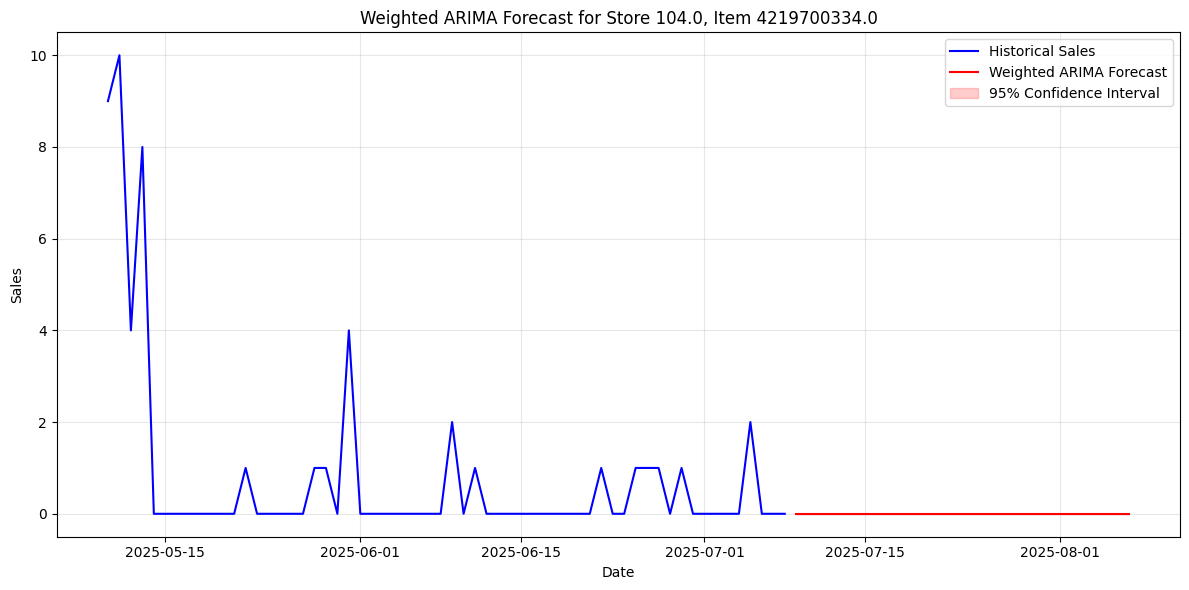 Weighted ARIMA Forecast for Store 104.0, Item 4219700334.0
Historical Sales
Weighted ARIMA Forecast
95% Confidence Interval
Sales
10
8
6
4
2
0
2025-05-15
2025-06-01
2025-06-15
2025-07-01
2025-07-15
2025-08-01
Date